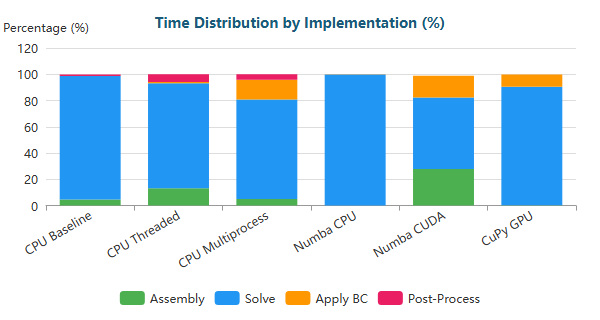 Time Distribution by Implementation (%)
Percentage (%)
120
100
80
60
40
20
0
CPU Baseline
CPU Threaded
CPU Multiprocess
Numba CPU
Numba CUDA
CuPy GPU
Assembly Solve Apply BC Post-Process